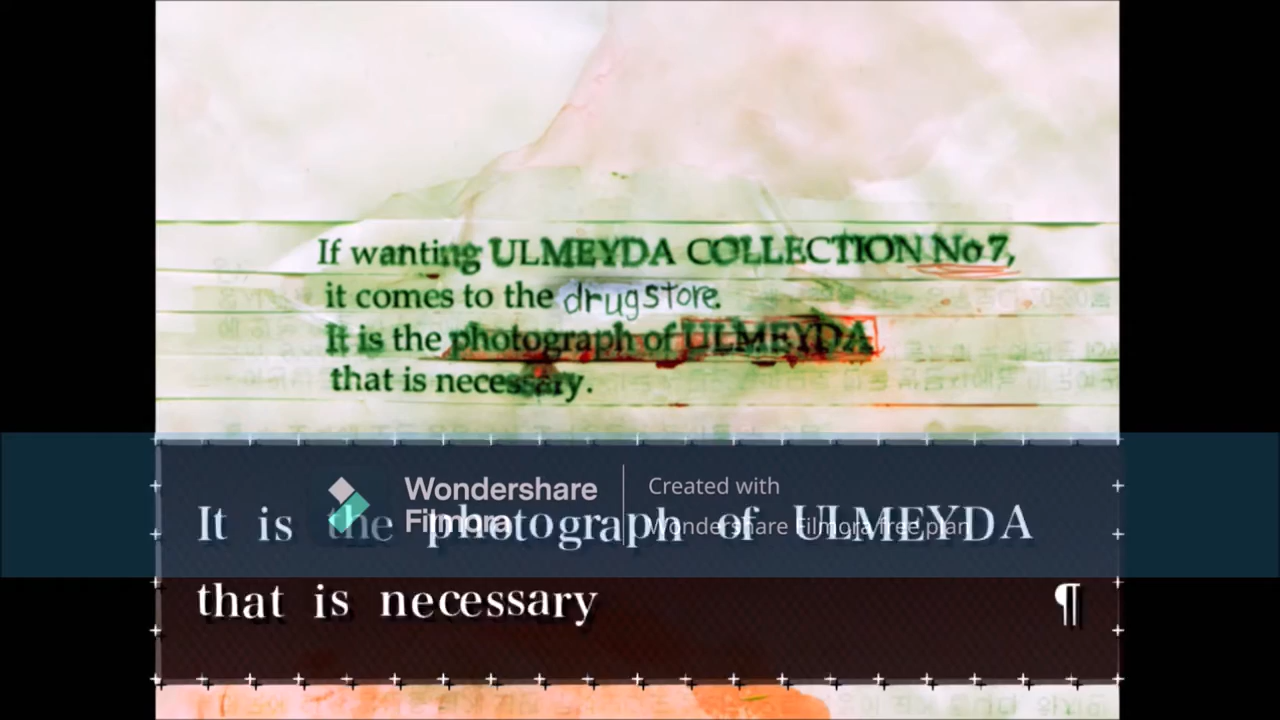 If wanting ULMEYDA COLLECTION No7,
it comes to the drugstore.
It is the photograph of ULMEYDA
that is necessary.
Wondershare
Filmora
Created with
Wondershare Filmora free plan
It is the photograph of ULMEYDA
that is necessary ¶